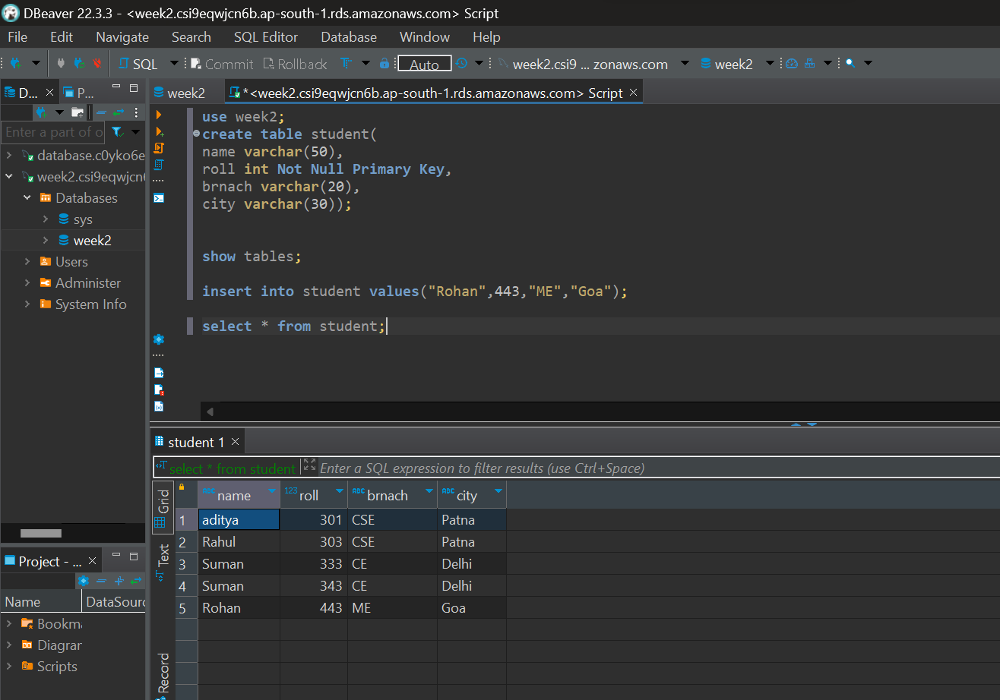 DBeaver 22.3.3 - <week2.csi9eqwjcn6b.ap-south-1.rds.amazonaws.com> Script
File Edit Navigate Search SQL Editor Database Window Help
SQL Commit Rollback Auto week2.csi9 ... zonaws.com week2
D... P...
Enter a part of o
database.c0yko6e
week2.csi9eqwjcn6
Databases
sys
week2
Users
Administer
System Info
week2 *<week2.csi9eqwjcn6b.ap-south-1.rds.amazonaws.com> Script
use week2;
create table student(
name varchar(50),
roll int Not Null Primary Key,
brnach varchar(20),
city varchar(30));
show tables;
insert into student values("Rohan",443,"ME","Goa");
select * from student;
student 1
select * from student Enter a SQL expression to filter results (use Ctrl+Space)
Grid
Text
Record
ABC name 123 roll ABC brnach ABC city
1 aditya 301 CSE Patna
2 Rahul 303 CSE Patna
3 Suman 333 CE Delhi
4 Suman 343 CE Delhi
5 Rohan 443 ME Goa
Project - ...
Name DataSourc
Bookma
Diagrar
Scripts